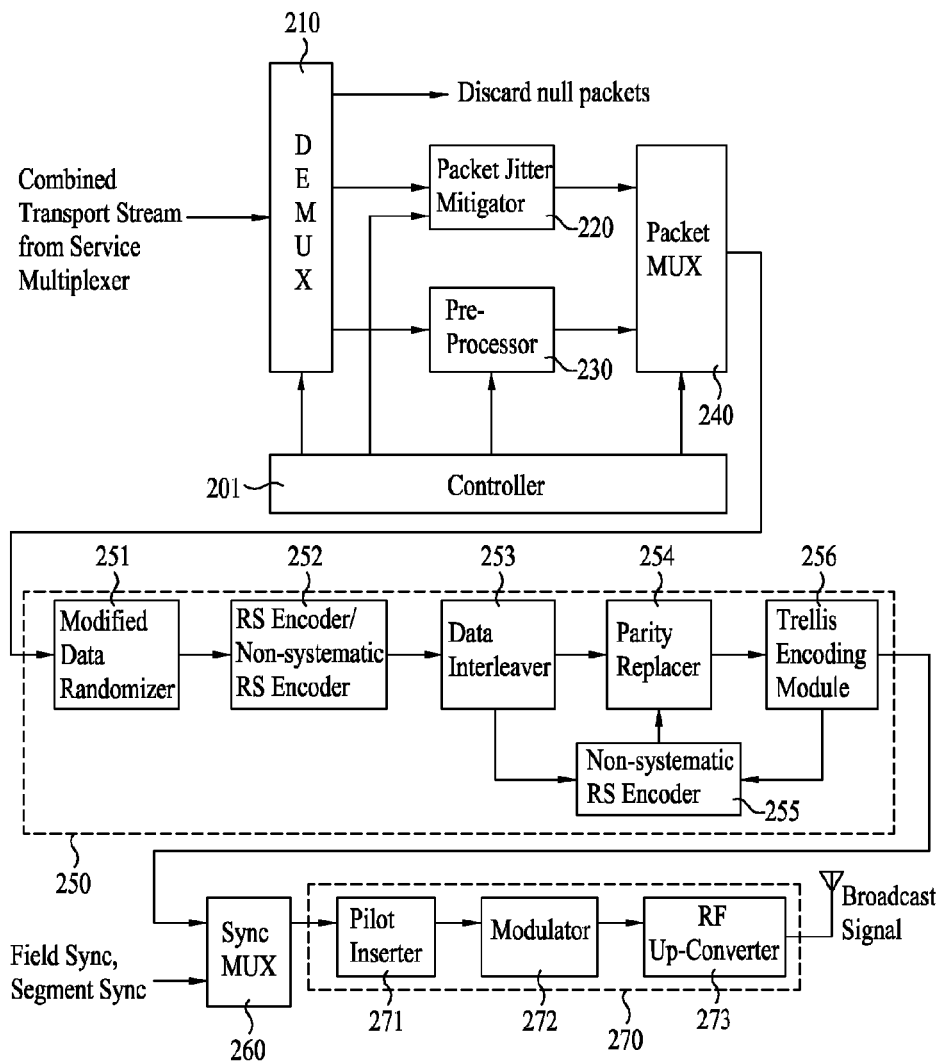 210
Discard null packets
D
E
M
U
X
Combined
Transport Stream
from Service
Multiplexer
Packet Jitter
Mitigator
220
Packet
MUX
Pre-
Processor
230
240
201
Controller
251
252
253
254
256
Modified
Data
Randomizer
RS Encoder/
Non-systematic
RS Encoder
Data
Interleaver
Parity
Replacer
Trellis
Encoding
Module
Non-systematic
RS Encoder
255
250
Field Sync,
Segment Sync
Sync
MUX
260
Pilot
Inserter
271
Modulator
272
RF
Up-Converter
273
270
Broadcast
Signal